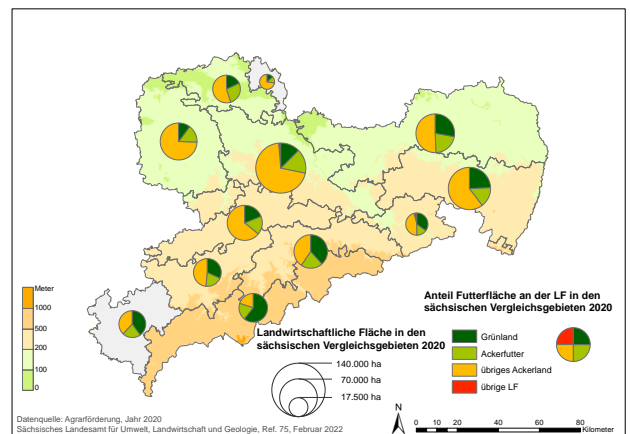 Meter
1000
500
200
100
0
Landwirtschaftliche Fläche in den
sächsischen Vergleichsgebieten 2020
140.000 ha
70.000 ha
17.500 ha
Anteil Futterfläche an der LF in den
sächsischen Vergleichsgebieten 2020
Grünland
Ackerfutter
übriges Ackerland
übrige LF
N
0 20 40 60 80
Kilometer
Datenquelle: Agrarförderung, Jahr 2020
Sächsisches Landesamt für Umwelt, Landwirtschaft und Geologie, Ref. 75, Februar 2022